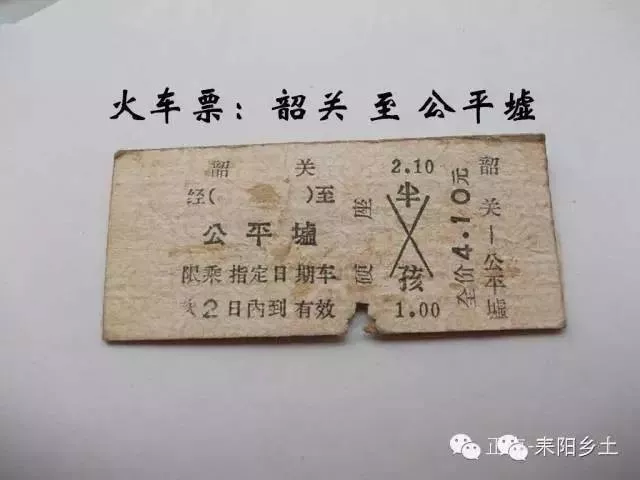 火车票：韶关至公平墟
韶 关
经( )至
公平墟
限乘指定日期车
2日内到有效
硬座
2.10
半
孩
1.00
全价4.10元
韶关—公平墟
耒阳乡土